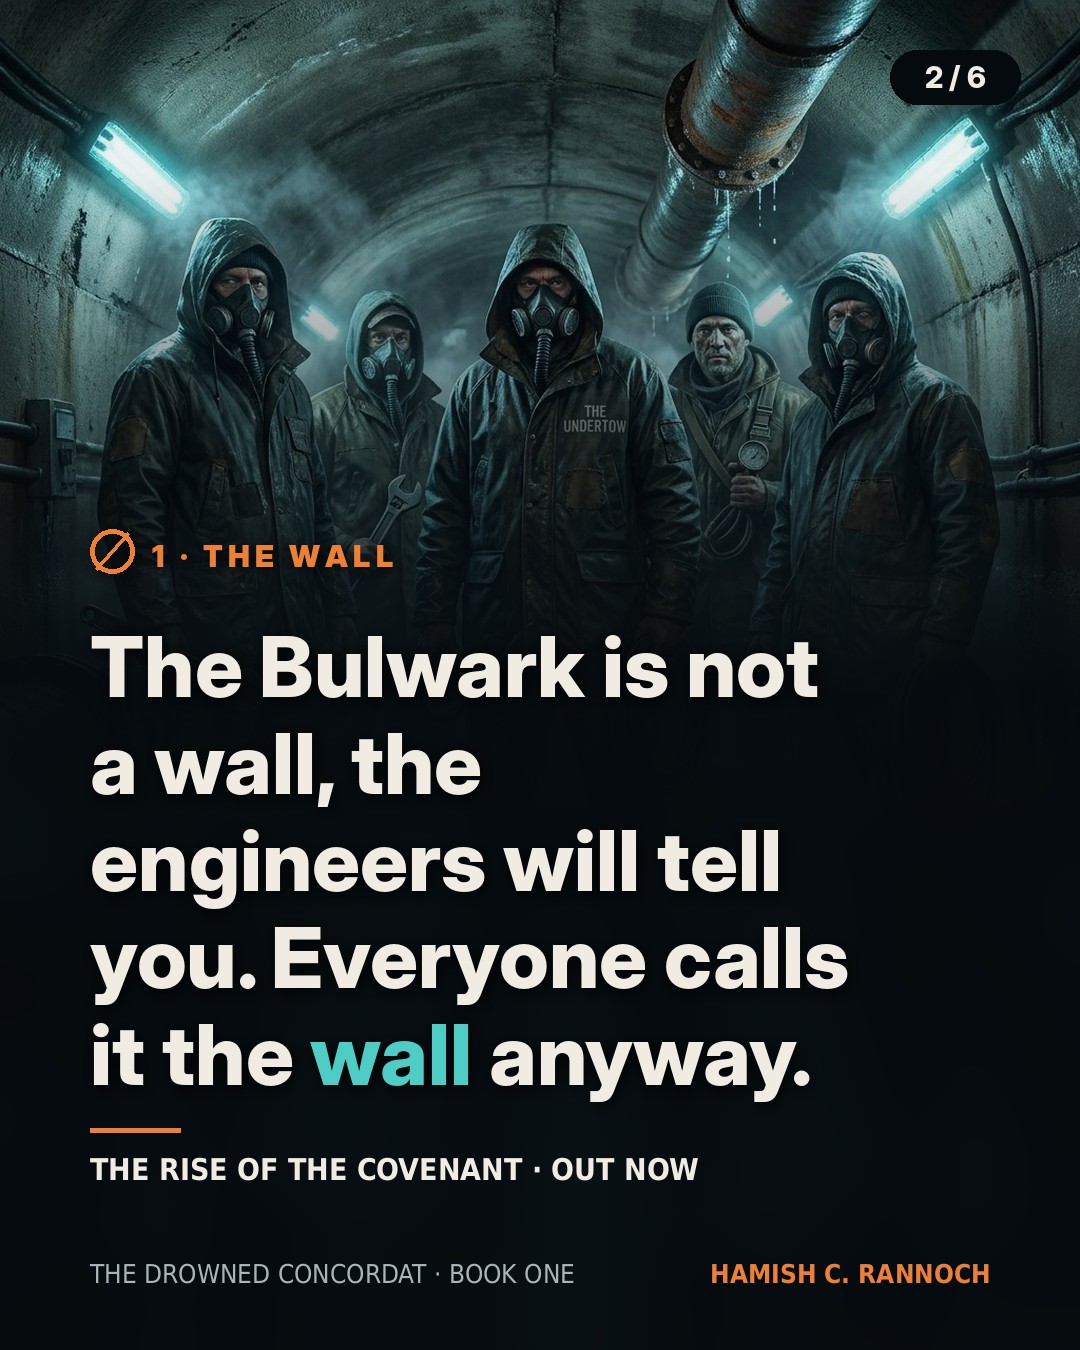 2 / 6
THE
UNDERTOW
1 · THE WALL
The Bulwark is not
a wall, the
engineers will tell
you. Everyone calls
it the wall anyway.
THE RISE OF THE COVENANT · OUT NOW
THE DROWNED CONCORDAT · BOOK ONE
HAMISH C. RANNOCH